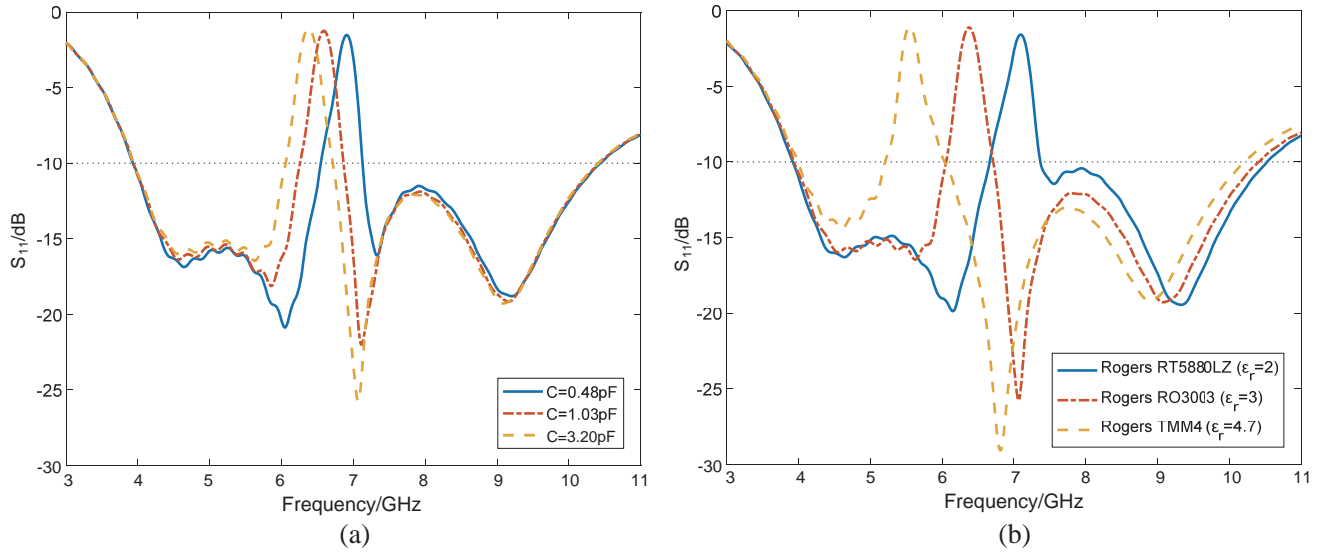 0
-5
-10
-15
-20
-25
-30
S11/dB
3 4 5 6 7 8 9 10 11
Frequency/GHz
C=0.48pF
C=1.03pF
C=3.20pF
(a)
0
-5
-10
-15
-20
-25
-30
S11/dB
3 4 5 6 7 8 9 10 11
Frequency/GHz
Rogers RT5880LZ (εr=2)
Rogers RO3003 (εr=3)
Rogers TMM4 (εr=4.7)
(b)